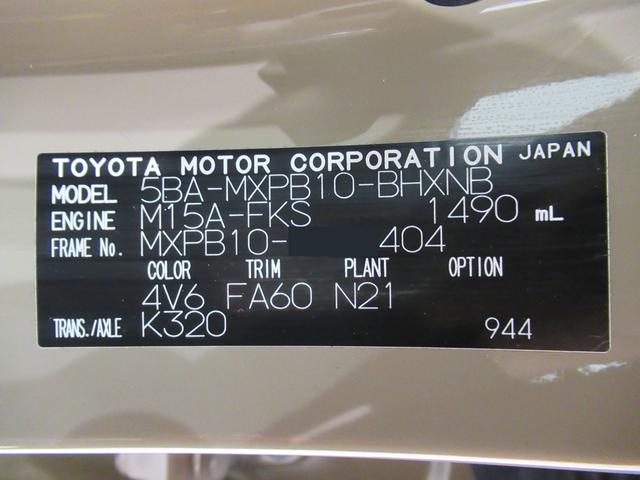 TOYOTA MOTOR CORPORATION JAPAN
MODEL 5BA-MXPB10-BHXNB
ENGINE M15A-FKS 1490 mL
FRAME No. MXPB10- 404
COLOR TRIM PLANT OPTION
4V6 FA60 N21
TRANS./AXLE K320 944